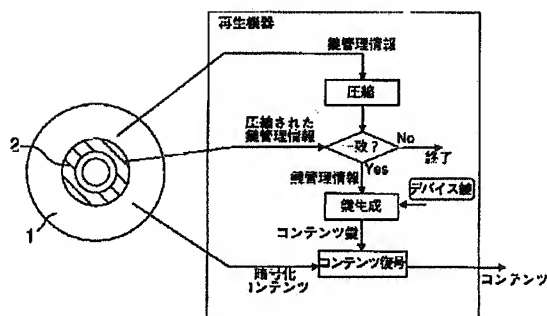 再生機器
鍵管理情報
圧縮
圧縮された
鍵管理情報
一致？
No
終了
Yes
鍵管理情報
デバイス鍵
鍵生成
コンテンツ鍵
コンテンツ復号
暗号化
コンテンツ
コンテンツ
2
1